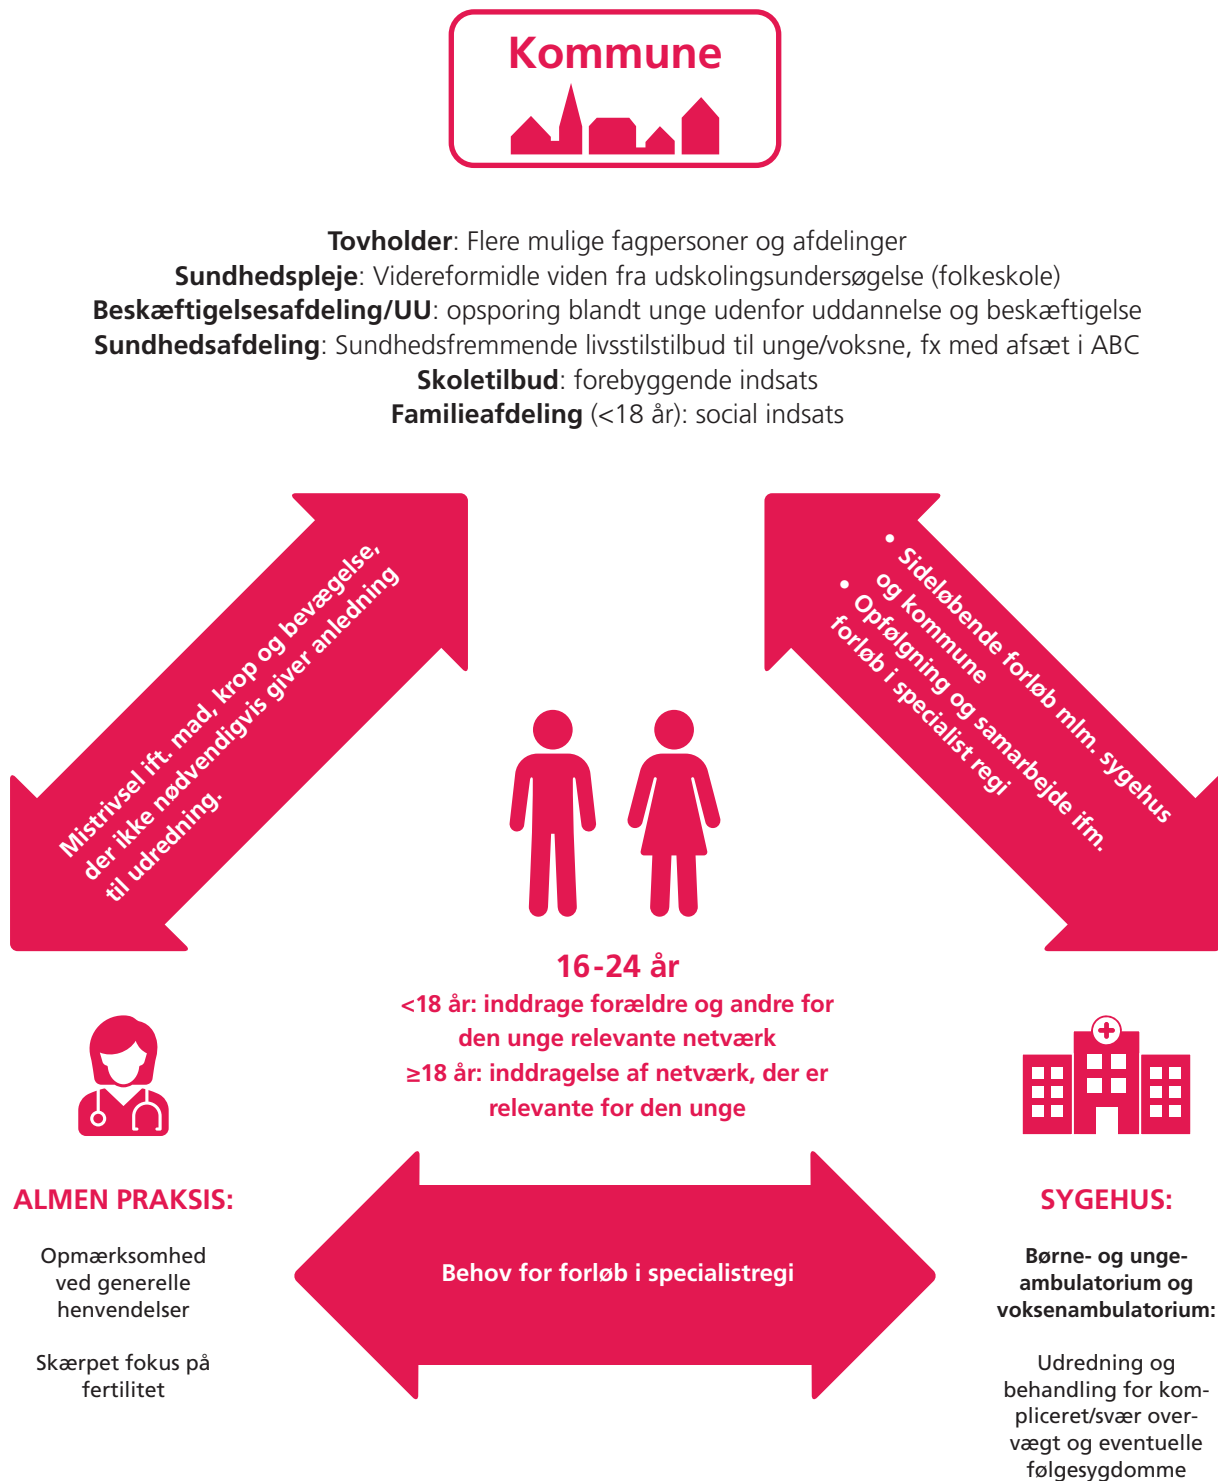 Kommune
Tovholder: Flere mulige fagpersoner og afdelinger
Sundhedspleje: Videreformidle viden fra udskolingsundersøgelse (folkeskole)
Beskæftigelsesafdeling/UU: opsporing blandt unge udenfor uddannelse og beskæftigelse
Sundhedsafdeling: Sundhedsfremmende livsstilstilbud til unge/voksne, fx med afsæt i ABC
Skoletilbud: forebyggende indsats
Familieafdeling (<18 år): social indsats
Mistrivsel ift. mad, krop og bevægelse,
der ikke nødvendigvis giver anledning
til udredning.
• Sideløbende forløb mlm. sygehus
og kommune
• Opfølgning og samarbejde ifm.
forløb i specialist regi
16-24 år
<18 år: inddrage forældre og andre for
den unge relevante netværk
≥18 år: inddragelse af netværk, der er
relevante for den unge
ALMEN PRAKSIS:
Opmærksomhed
ved generelle
henvendelser
Skærpet fokus på
fertilitet
Behov for forløb i specialistregi
SYGEHUS:
Børne- og unge-
ambulatorium og
voksenambulatorium:
Udredning og
behandling for kom-
pliceret/svær over-
vægt og eventuelle
følgesygdomme